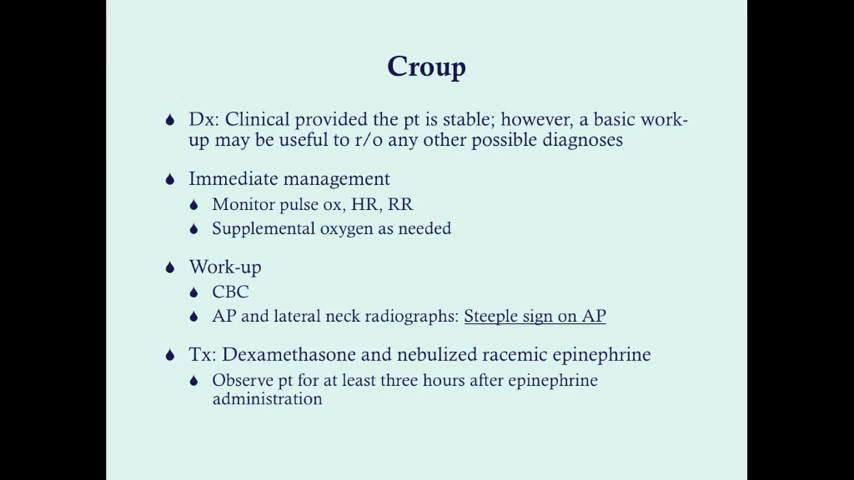 Croup
Dx: Clinical provided the pt is stable; however, a basic work-
up may be useful to r/o any other possible diagnoses
Immediate management
Monitor pulse ox, HR, RR
Supplemental oxygen as needed
Work-up
CBC
AP and lateral neck radiographs: Steeple sign on AP
Tx: Dexamethasone and nebulized racemic epinephrine
Observe pt for at least three hours after epinephrine
administration